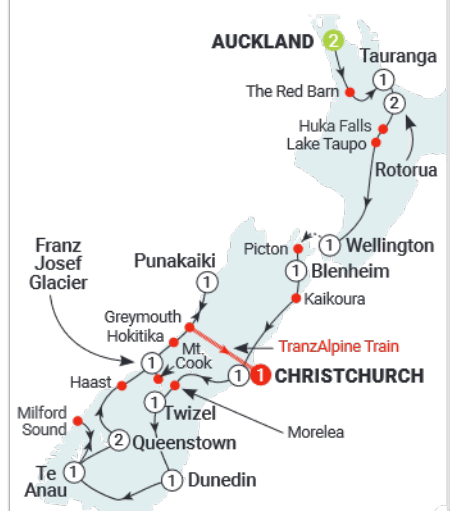 AUCKLAND
2
Tauranga
1
The Red Barn
2
Huka Falls
Lake Taupo
Rotorua
Franz
Josef
Glacier
Punakaiki
1
Picton
1
Wellington
1
Blenheim
Kaikoura
Greymouth
Hokitika
1
Mt.
Cook
TranzAlpine Train
1
1
CHRISTCHURCH
Haast
1
Twizel
Morelea
Milford
Sound
2
Queenstown
Te
Anau
1
1
Dunedin